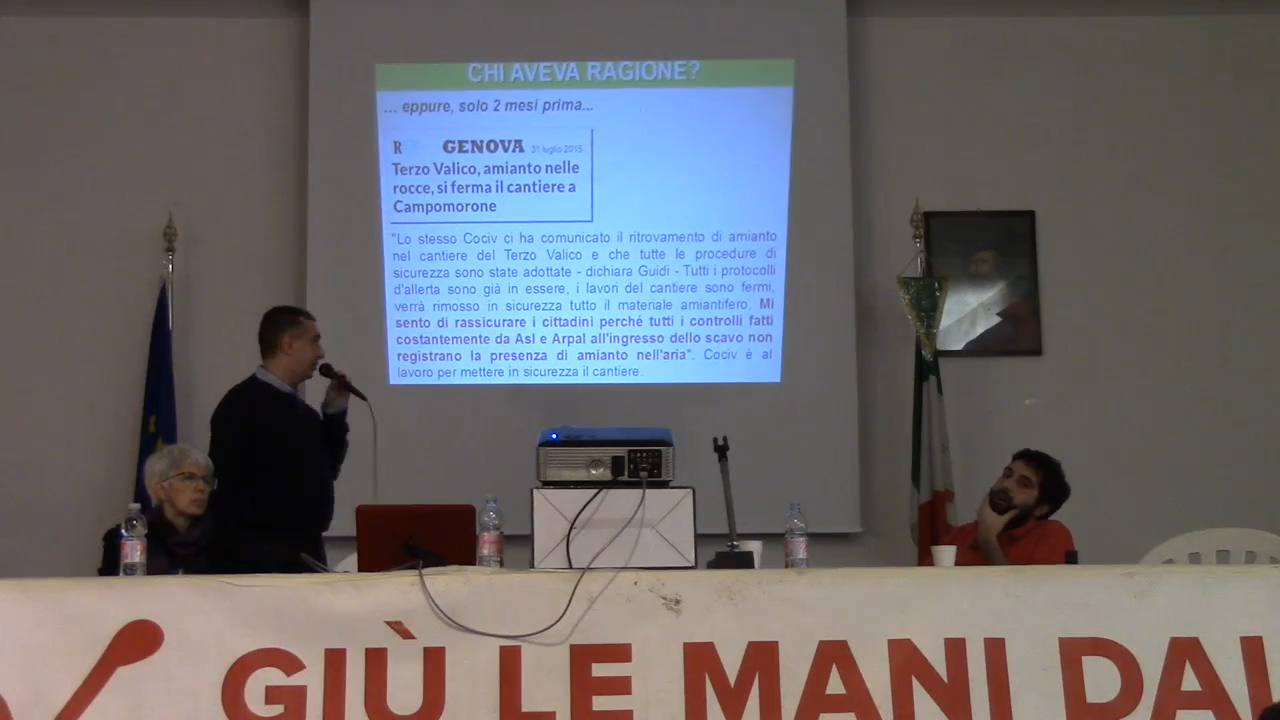 CHI AVEVA RAGIONE?
... eppure, solo 2 mesi prima...
R GENOVA 31 luglio 2015
Terzo Valico, amianto nelle
rocce, si ferma il cantiere a
Campomorone
"Lo stesso Cociv ci ha comunicato il ritrovamento di amianto
nel cantiere del Terzo Valico e che tutte le procedure di
sicurezza sono state adottate - dichiara Guidi - Tutti i protocolli
d'allerta sono già in essere, i lavori del cantiere sono fermi,
verrà rimosso in sicurezza tutto il materiale amiantifero. Mi
sento di rassicurare i cittadini perché tutti i controlli fatti
costantemente da Asl e Arpal all'ingresso dello scavo non
registrano la presenza di amianto nell'aria". Cociv è al
lavoro per mettere in sicurezza il cantiere.
GIÙ LE MANI DAL